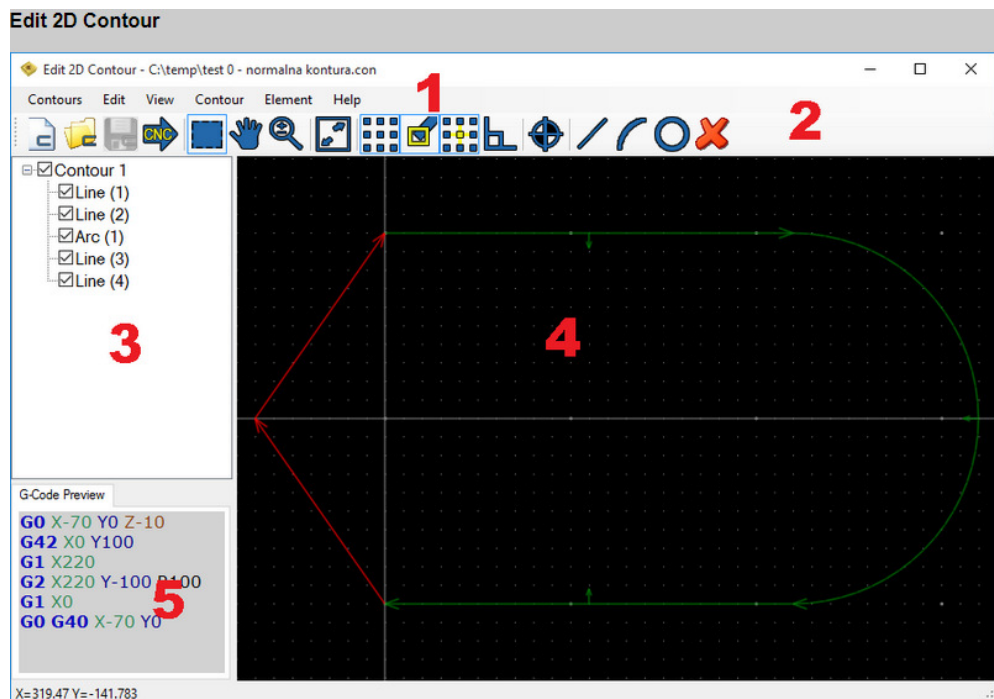 Edit 2D Contour
Edit 2D Contour - C:\temp\test 0 - normalna kontura.con
1
Contours Edit View Contour Element Help
2
CNC
Contour 1
Line (1)
Line (2)
Arc (1)
Line (3)
Line (4)
3
4
G-Code Preview
G0 X-70 Y0 Z-10
G42 X0 Y100
G1 X220
G2 X220 Y-100 R100
G1 X0
5
G0 G40 X-70 Y0
X=319.47 Y=-141.783